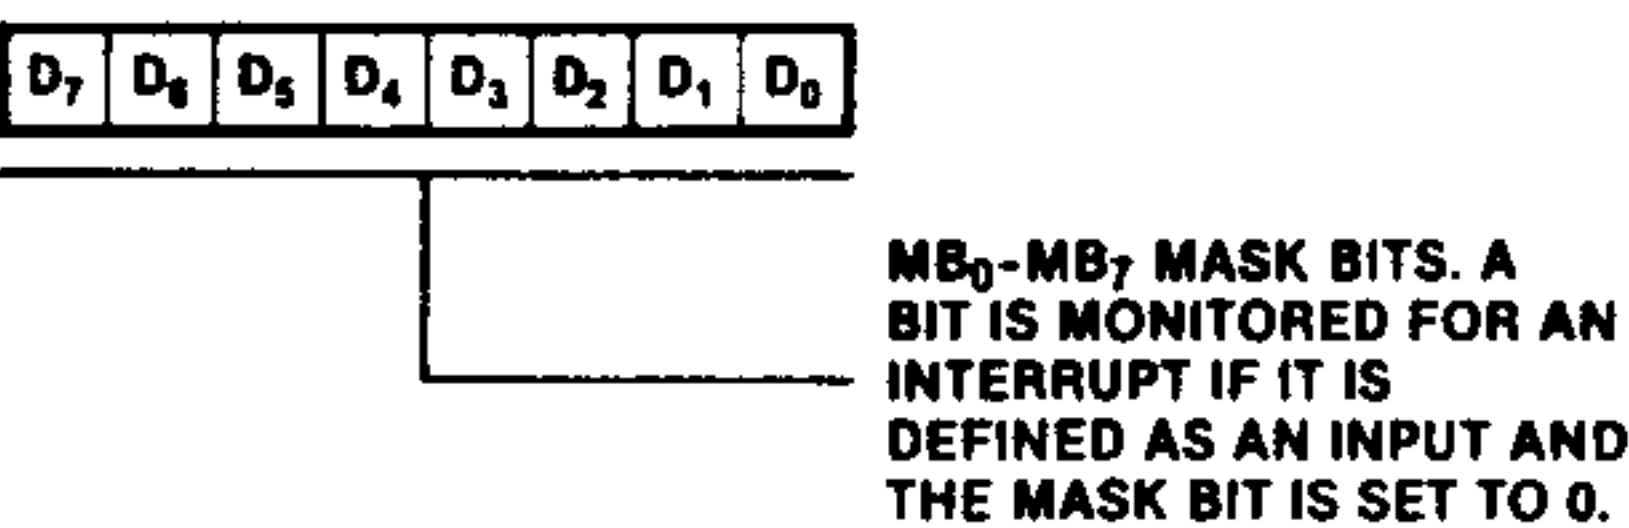 D₇ D₆ D₅ D₄ D₃ D₂ D₁ D₀
MB₀-MB₇ MASK BITS. A
BIT IS MONITORED FOR AN
INTERRUPT IF IT IS
DEFINED AS AN INPUT AND
THE MASK BIT IS SET TO 0.